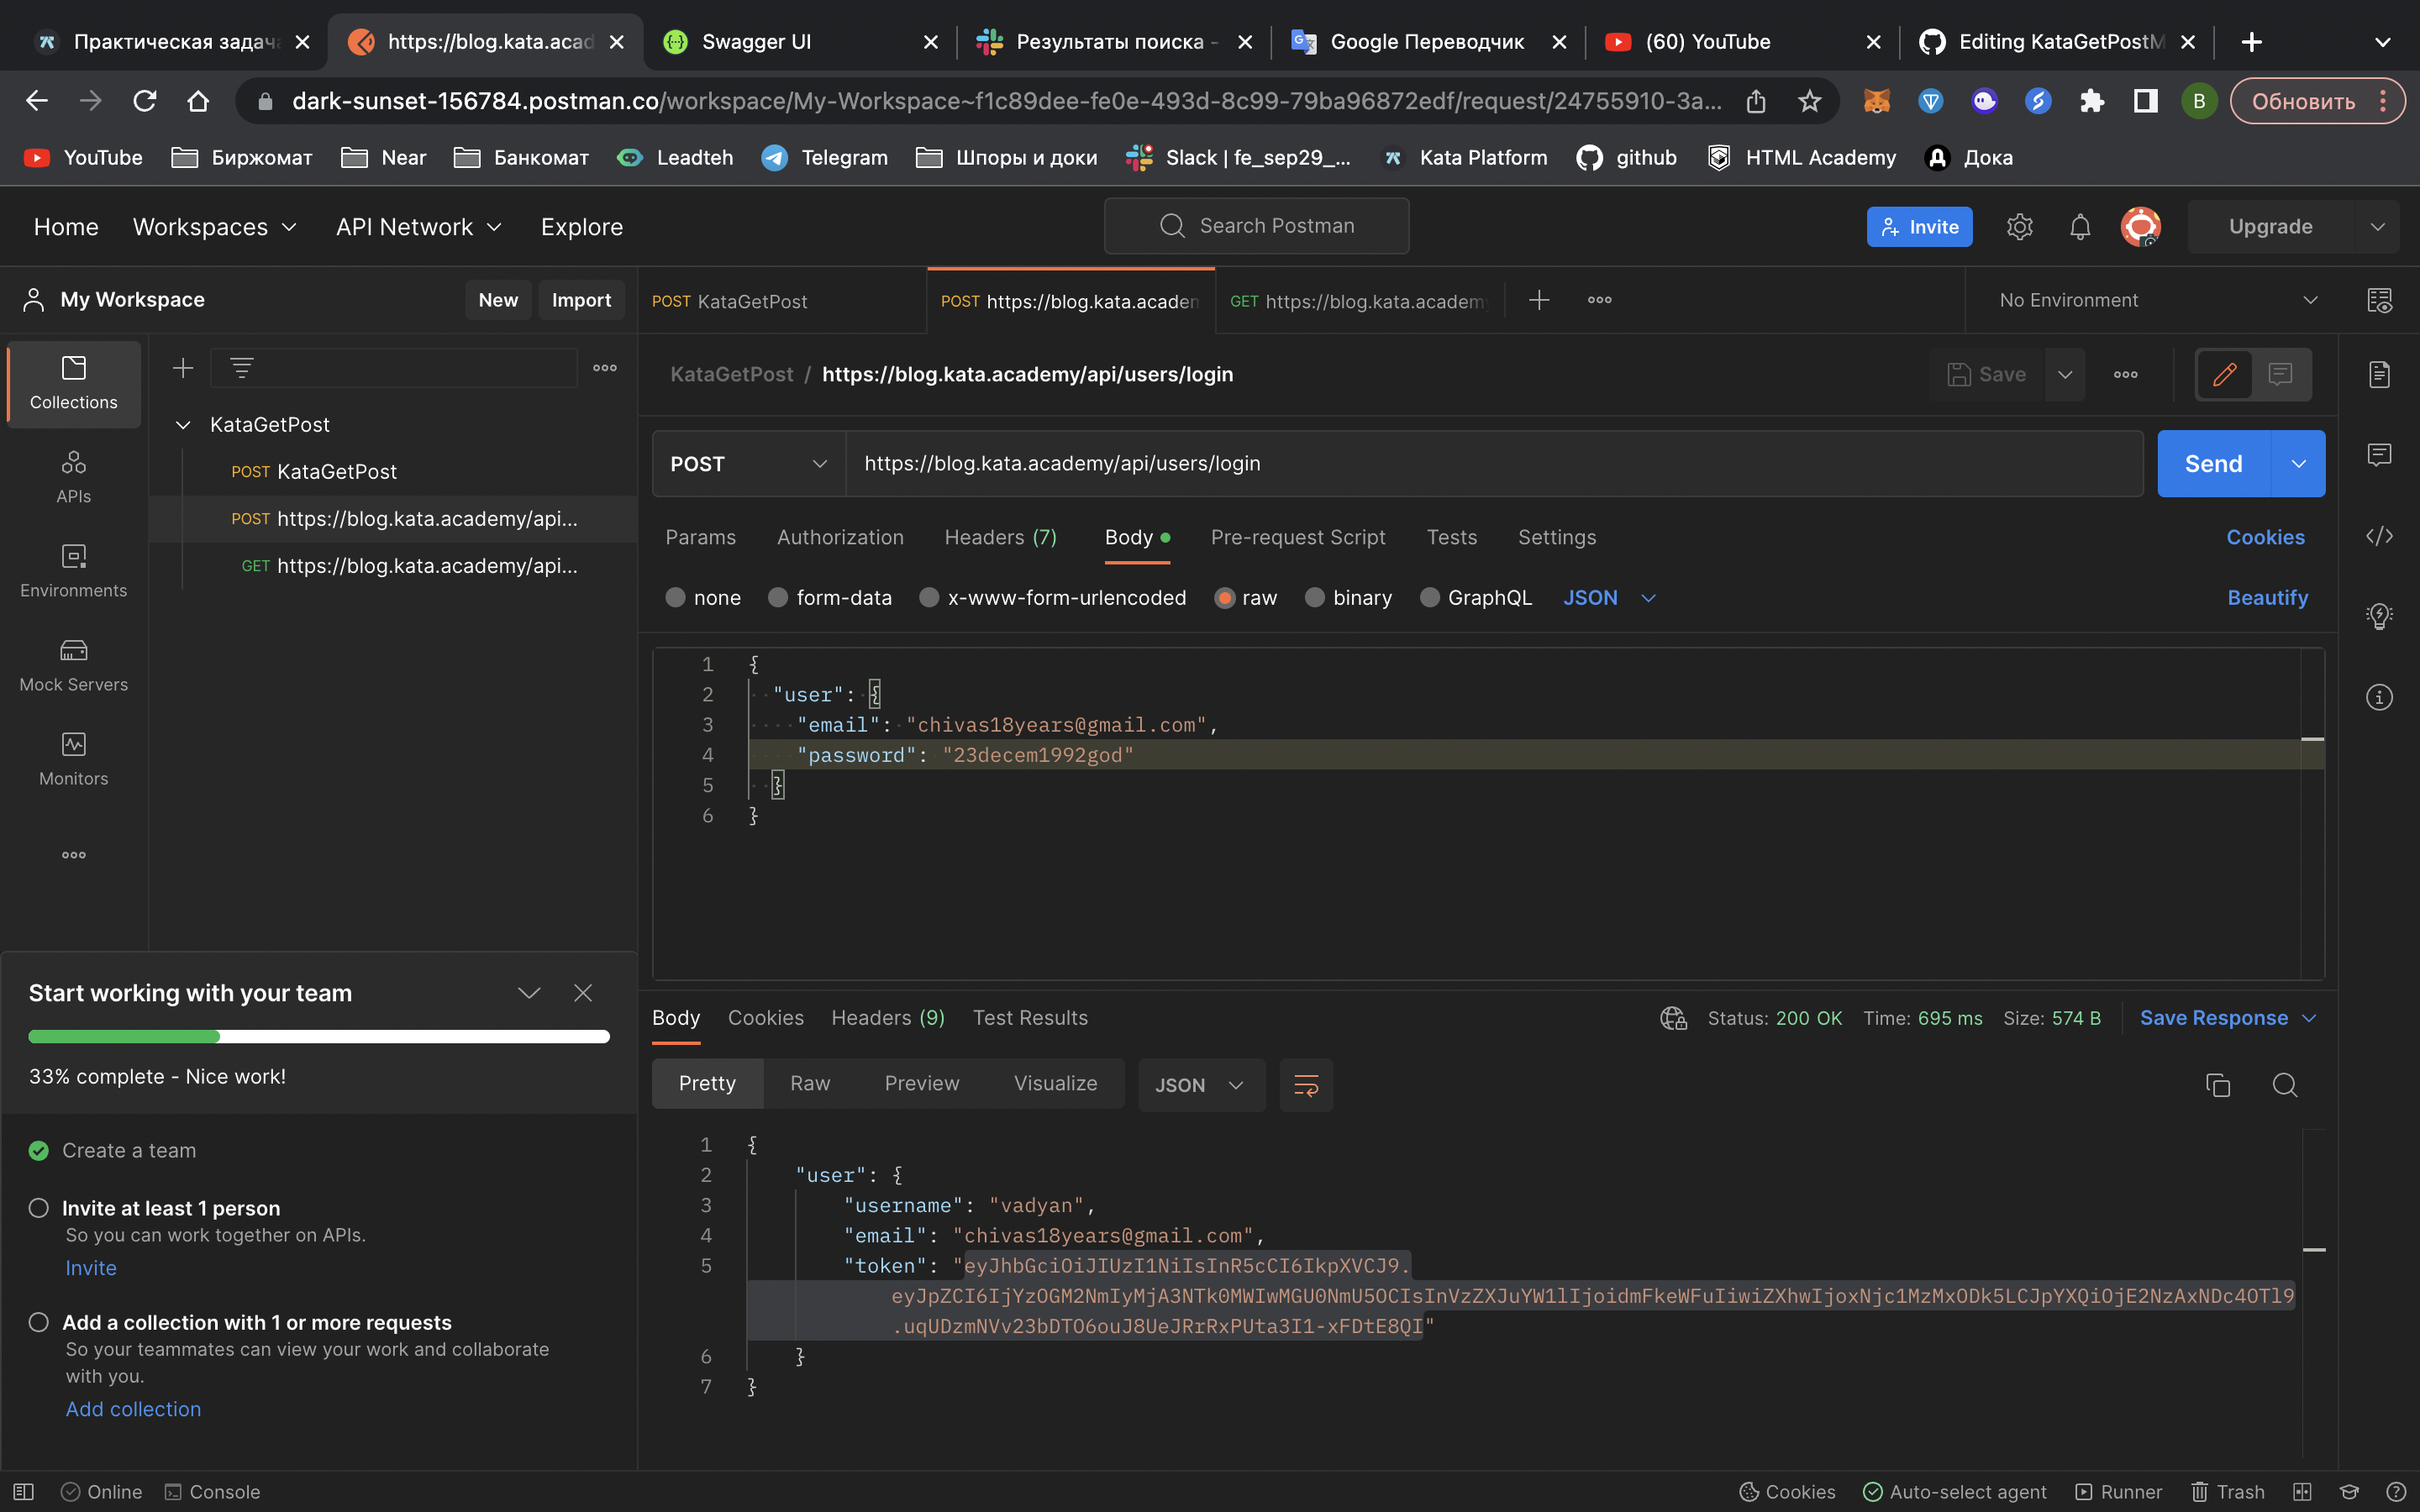 Практическая задача
https://blog.kata.acad
Swagger UI
Результаты поиска -
Google Переводчик
(60) YouTube
Editing KataGetPostM
dark-sunset-156784.postman.co/workspace/My-Workspace~f1c89dee-fe0e-493d-8c99-79ba96872edf/request/24755910-3a...
B
Обновить
YouTube
Биржомат
Near
Банкомат
Leadteh
Telegram
Шпоры и доки
Slack | fe_sep29_...
Kata Platform
github
HTML Academy
Дока
Home
Workspaces
API Network
Explore
Search Postman
Invite
Upgrade
My Workspace
New
Import
POST KataGetPost
POST https://blog.kata.academ
GET https://blog.kata.academy
No Environment
Collections
APIs
Environments
Mock Servers
Monitors
KataGetPost
POST KataGetPost
POST https://blog.kata.academy/api...
GET https://blog.kata.academy/api...
KataGetPost / https://blog.kata.academy/api/users/login
Save
POST
https://blog.kata.academy/api/users/login
Send
Params
Authorization
Headers (7)
Body
Pre-request Script
Tests
Settings
Cookies
none
form-data
x-www-form-urlencoded
raw
binary
GraphQL
JSON
Beautify
1 {
2 "user": {
3 "email": "chivas18years@gmail.com",
4 "password": "23decem1992god"
5 }
6 }
Start working with your team
33% complete - Nice work!
Create a team
Invite at least 1 person
So you can work together on APIs.
Invite
Add a collection with 1 or more requests
So your teammates can view your work and collaborate
with you.
Add collection
Body
Cookies
Headers (9)
Test Results
Status: 200 OK
Time: 695 ms
Size: 574 B
Save Response
Pretty
Raw
Preview
Visualize
JSON
1 {
2 "user": {
3 "username": "vadyan",
4 "email": "chivas18years@gmail.com",
5 "token": "eyJhbGciOiJIUzI1NiIsInR5cCI6IkpXVCJ9.
eyJpZCI6IjYzOGM2NmIyMjA3NTk0MWIwMGU0NmU5OCIsInVzZXJuYW1lIjoidmFkeWFuIiwiZXhwIjoxNjc1MzMxODk5LCJpYXQiOjE2NzAxNDc4OTl9
.uqUDzmNVv23bDTO6ouJ8UeJRrRxPUta3I1-xFDtE8QI"
6 }
7 }
Online
Console
Cookies
Auto-select agent
Runner
Trash